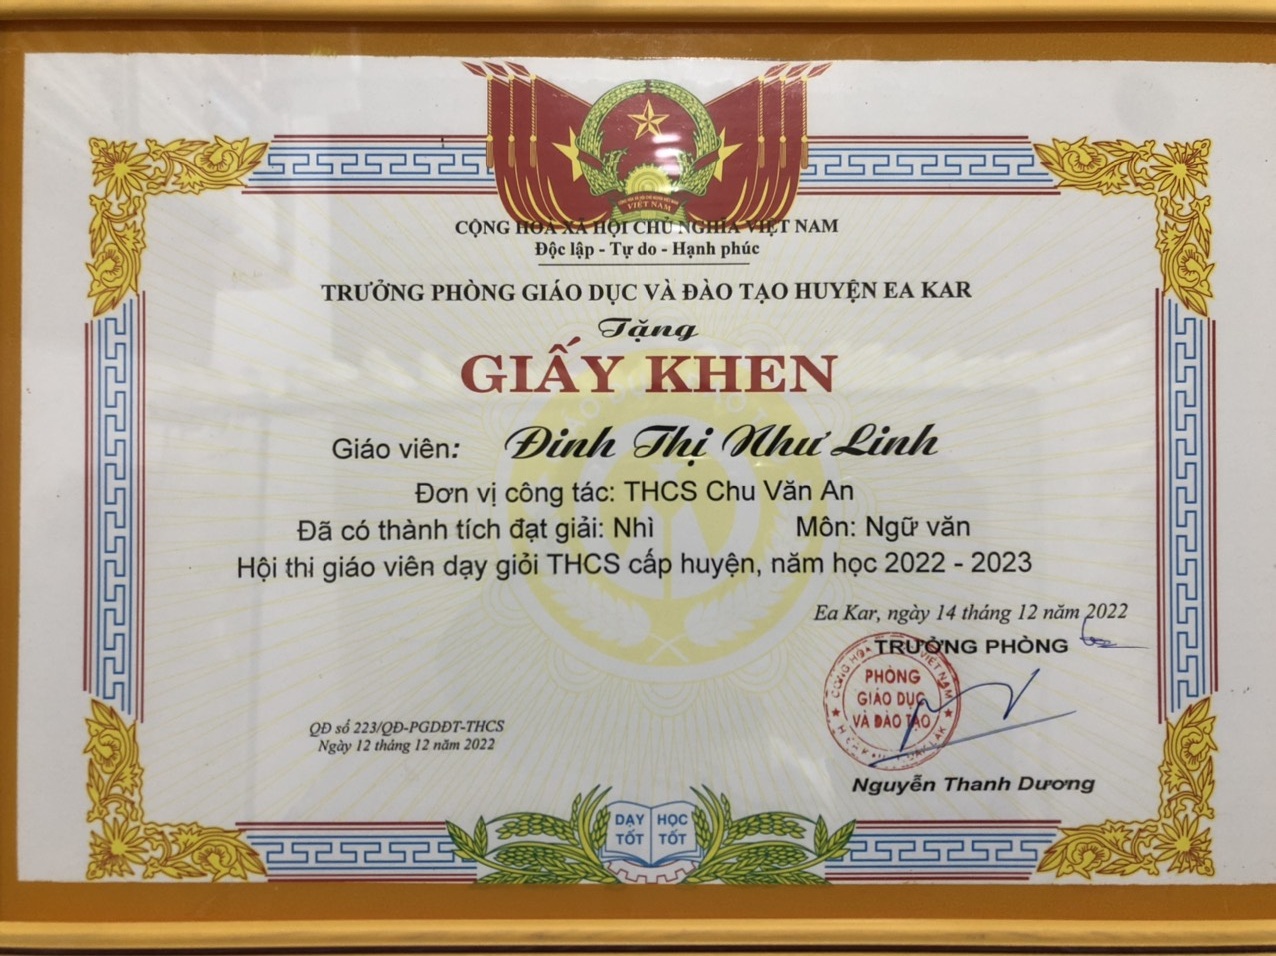 VIỆT NAM
CỘNG HOÀ XÃ HỘI CHỦ NGHĨA VIỆT NAM
Độc lập - Tự do - Hạnh phúc
TRƯỞNG PHÒNG GIÁO DỤC VÀ ĐÀO TẠO HUYỆN EA KAR
Tặng
GIẤY KHEN
Giáo viên: Đinh Thị Như Linh
Đơn vị công tác: THCS Chu Văn An
Đã có thành tích đạt giải: Nhì Môn: Ngữ văn
Hội thi giáo viên dạy giỏi THCS cấp huyện, năm học 2022 - 2023
Ea Kar, ngày 14 tháng 12 năm 2022
TRƯỞNG PHÒNG
PHÒNG
GIÁO DỤC
VÀ ĐÀO TẠO
QĐ số 223/QĐ-PGDĐT-THCS
Ngày 12 tháng 12 năm 2022
Nguyễn Thanh Dương
DẠY HỌC
TỐT TỐT